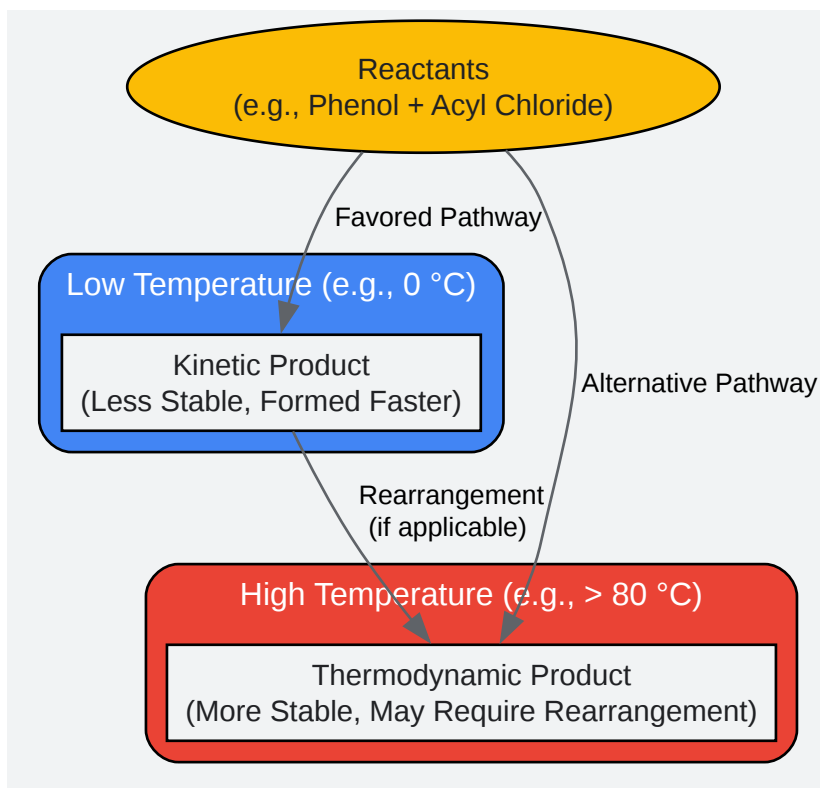 Reactants
(e.g., Phenol + Acyl Chloride)
Favored Pathway
Low Temperature (e.g., 0 °C)
Kinetic Product
(Less Stable, Formed Faster)
Alternative Pathway
Rearrangement
(if applicable)
High Temperature (e.g., > 80 °C)
Thermodynamic Product
(More Stable, May Require Rearrangement)